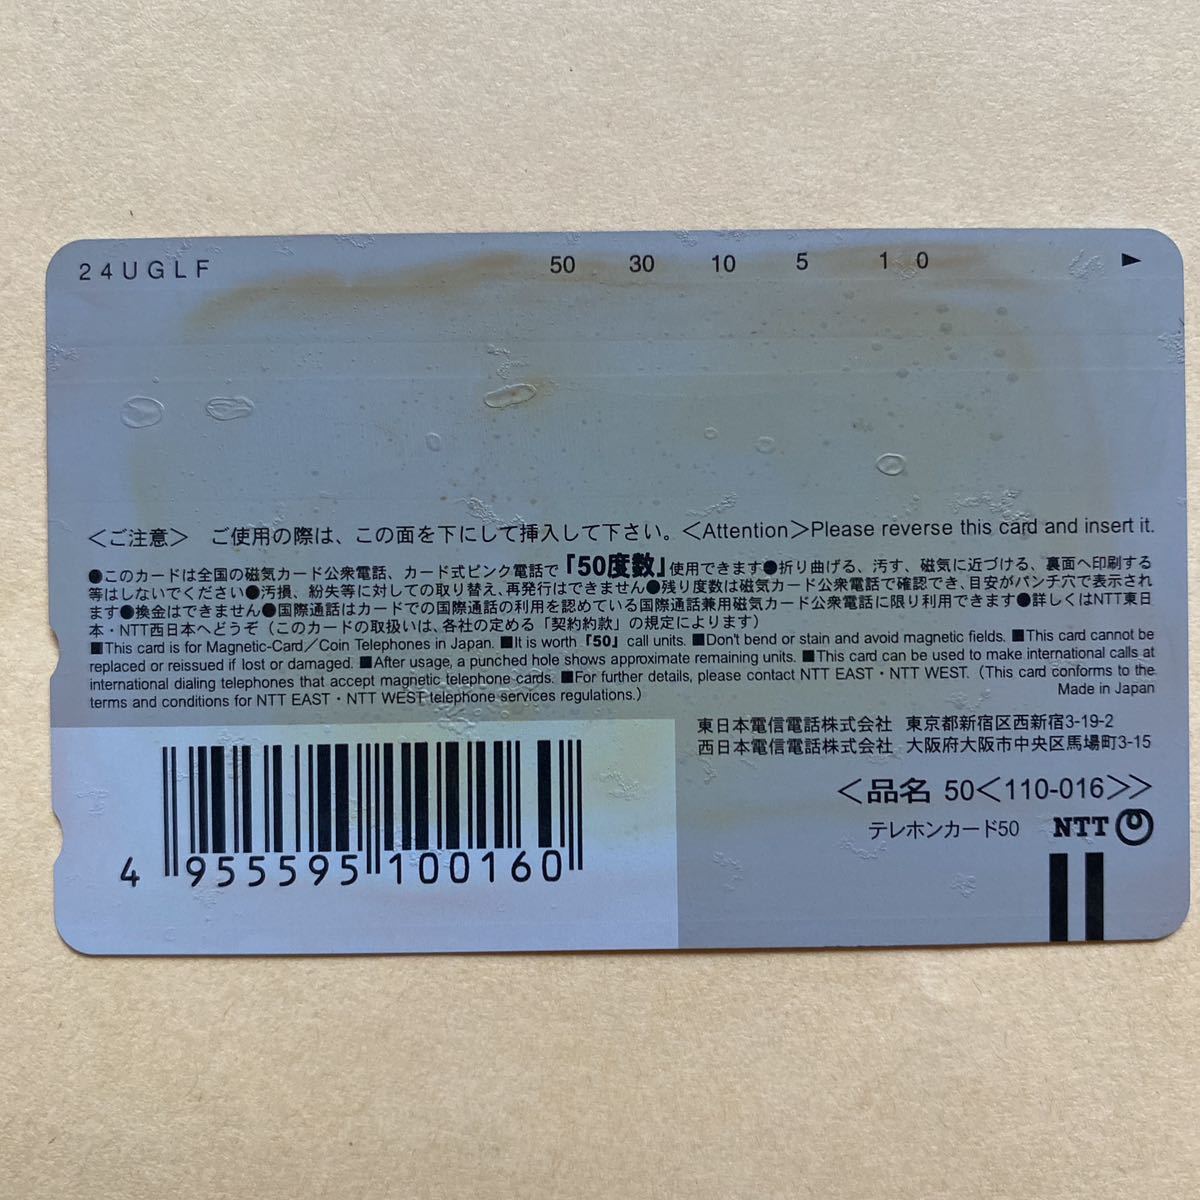 24UGLF 50 30 10 5 1 0 ▶
＜ご注意＞ ご使用の際は、この面を下にして挿入して下さい。＜Attention＞Please reverse this card and insert it.
●このカードは全国の磁気カード公衆電話、カード式ピンク電話で「50度数」使用できます●折り曲げる、汚す、磁気に近づける、裏面へ印刷する
等はしないでください●汚損、紛失等に対しての取り替え、再発行はできません●残り度数は磁気カード公衆電話で確認でき、目安がパンチ穴で表示され
ます●換金はできません●国際通話はカードでの国際通話の利用を認めている国際通話兼用磁気カード公衆電話に限り利用できます●詳しくはNTT東日
本・NTT西日本へどうぞ（このカードの取扱いは、各社の定める「契約約款」の規定によります）
■This card is for Magnetic-Card／Coin Telephones in Japan. ■It is worth「50」call units. ■Don't bend or stain and avoid magnetic fields. ■This card cannot be
replaced or reissued if lost or damaged. ■After usage, a punched hole shows approximate remaining units. ■This card can be used to make international calls at
international dialing telephones that accept magnetic telephone cards. ■For further details, please contact NTT EAST・NTT WEST.（This card conforms to the
terms and conditions for NTT EAST・NTT WEST telephone services regulations.） Made in Japan
東日本電信電話株式会社 東京都新宿区西新宿3-19-2
西日本電信電話株式会社 大阪府大阪市中央区馬場町3-15
＜品名 50＜110-016＞＞
テレホンカード50 NTT
4 955595 100160